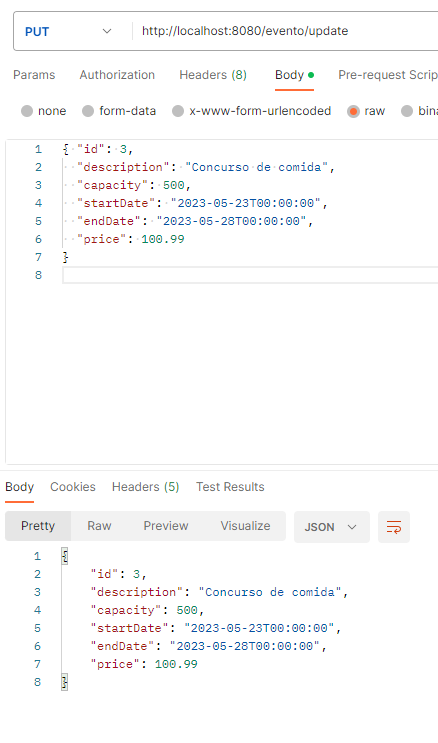 PUT http://localhost:8080/evento/update
Params Authorization Headers (8) Body Pre-request Scrip
none form-data x-www-form-urlencoded raw bina
1 { "id": 3,
2 "description": "Concurso de comida",
3 "capacity": 500,
4 "startDate": "2023-05-23T00:00:00",
5 "endDate": "2023-05-28T00:00:00",
6 "price": 100.99
7 }
8
Body Cookies Headers (5) Test Results
Pretty Raw Preview Visualize JSON
1 {
2 "id": 3,
3 "description": "Concurso de comida",
4 "capacity": 500,
5 "startDate": "2023-05-23T00:00:00",
6 "endDate": "2023-05-28T00:00:00",
7 "price": 100.99
8 }